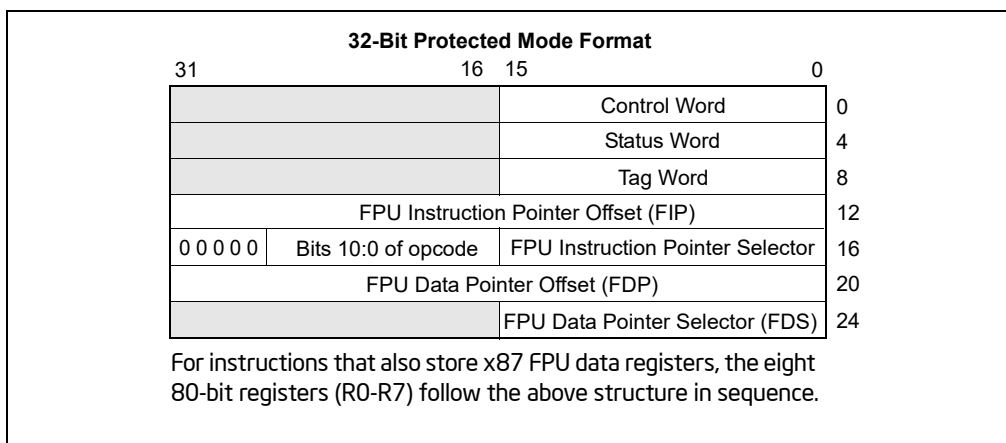 32-Bit Protected Mode Format
31 16 15 0
Control Word 0
Status Word 4
Tag Word 8
FPU Instruction Pointer Offset (FIP) 12
0 0 0 0 0 Bits 10:0 of opcode FPU Instruction Pointer Selector 16
FPU Data Pointer Offset (FDP) 20
FPU Data Pointer Selector (FDS) 24
For instructions that also store x87 FPU data registers, the eight
80-bit registers (R0-R7) follow the above structure in sequence.